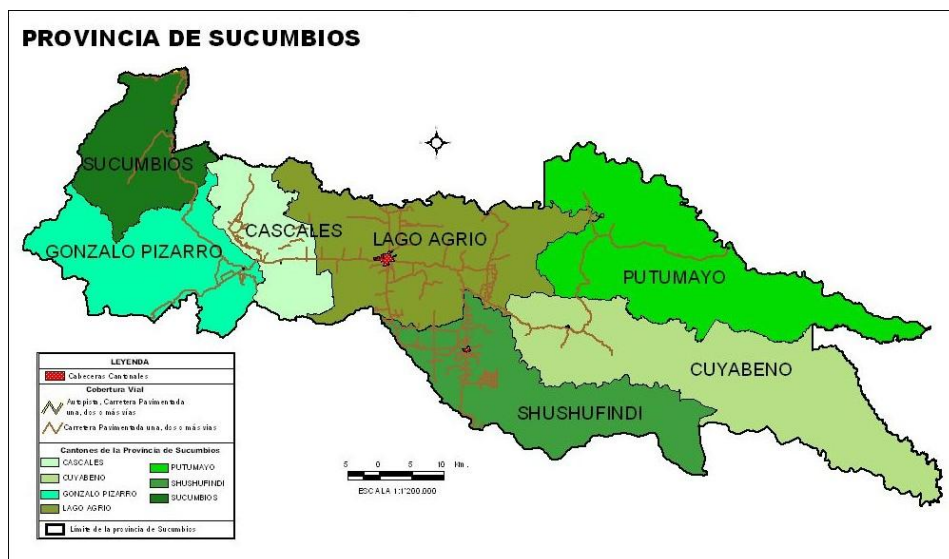 PROVINCIA DE SUCUMBIOS
SUCUMBIOS
CASCALES
LAGO AGRIO
GONZALO PIZARRO
PUTUMAYO
CUYABENO
SHUSHUFINDI
LEYENDA
Cabeceras Cantonales
Cobertura Vial
Autopista, Carretera Pavimentada
una, dos o más vías
Carretera Pavimentada una, dos o más vías
Cantones de la Provincia de Sucumbios
CASCALES
CUYABENO
GONZALO PIZARRO
LAGO AGRIO
PUTUMAYO
SHUSHUFINDI
SUCUMBIOS
Límite de la provincia de Sucumbios
5 0 5 10 Km.
ESCALA 1:1'200.000